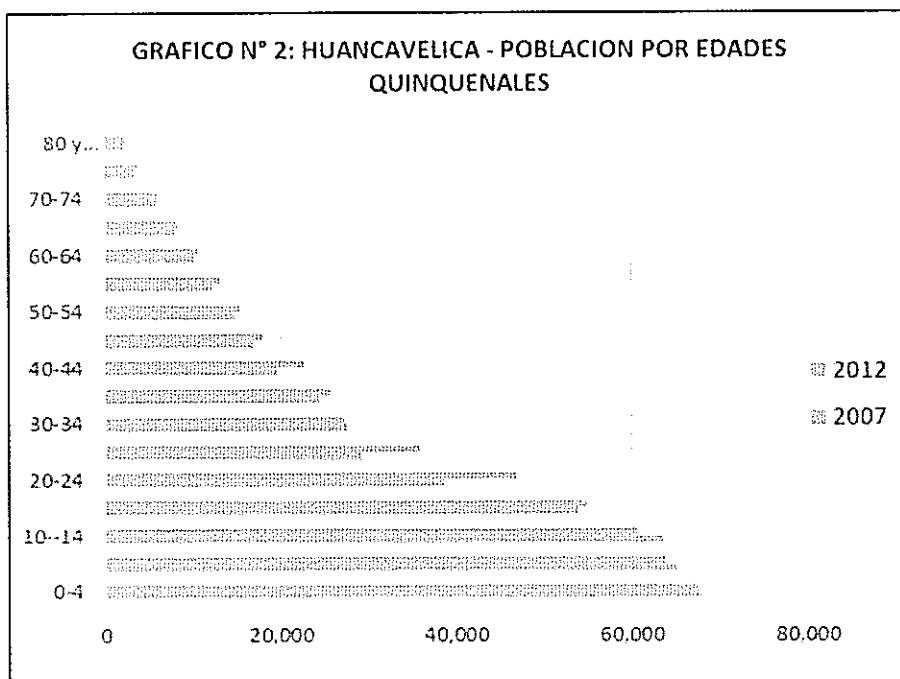 GRAFICO N° 2: HUANCAVELICA - POBLACION POR EDADES
QUINQUENALES
80 y...
70-74
60-64
50-54
40-44
30-34
20-24
10--14
0-4
2012
2007
0 20,000 40,000 60,000 80,000